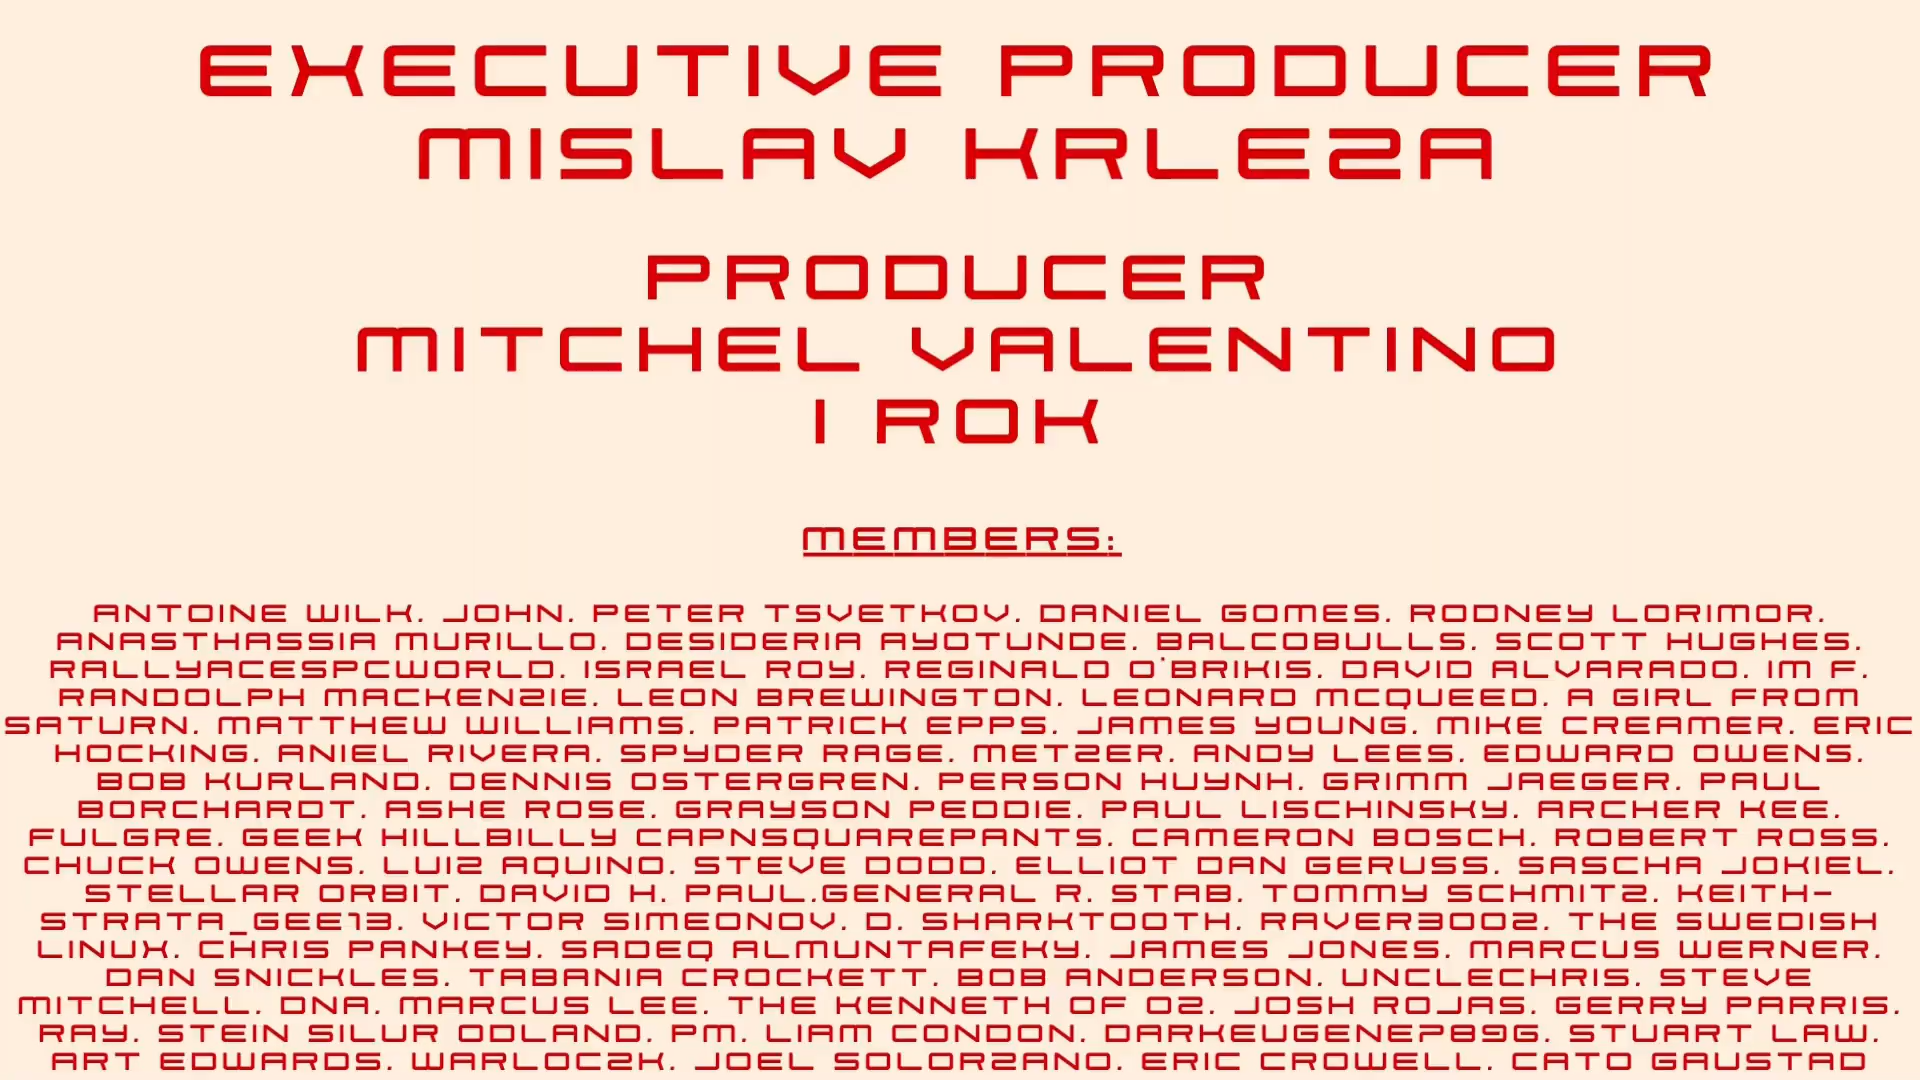 EXECUTIVE PRODUCER
MISLAV KRLEZA
PRODUCER
MITCHEL VALENTINO
I ROK
MEMBERS:
ANTOINE WILK. JOHN. PETER TSVETKOV. DANIEL GOMES. RODNEY LORIMOR.
ANASTHASSIA MURILLO. DESIDERIA AYOTUNDE. BALCOBULLS. SCOTT HUGHES.
RALLYACESPCWORLD. ISRAEL ROY. REGINALD O'BRIKIS. DAVID ALVARADO. IM F.
RANDOLPH MACKENZIE. LEON BREWINGTON. LEONARD MCQUEED. A GIRL FROM
SATURN. MATTHEW WILLIAMS. PATRICK EPPS. JAMES YOUNG. MIKE CREAMER. ERIC
HOCKING. ANIEL RIVERA. SPYDER RAGE. METZER. ANDY LEES. EDWARD OWENS.
BOB KURLAND. DENNIS OSTERGREN. PERSON HUYNH. GRIMM JAEGER. PAUL
BORCHARDT. ASHE ROSE. GRAYSON PEDDIE. PAUL LISCHINSKY. ARCHER KEE.
FULGRE. GEEK HILLBILLY CAPNSQUAREPANTS. CAMERON BOSCH. ROBERT ROSS.
CHUCK OWENS. LUIZ AQUINO. STEVE DODD. ELLIOT DAN GERUSS. SASCHA JOKIEL.
STELLAR ORBIT. DAVID H. PAUL.GENERAL R. STAB. TOMMY SCHMITZ. KEITH-
STRATA_GEE13. VICTOR SIMEONOV. D. SHARKTOOTH. RAVER3002. THE SWEDISH
LINUX. CHRIS PANKEY. SADEQ ALMUNTAFEKY. JAMES JONES. MARCUS WERNER.
DAN SNICKLES. TABANIA CROCKETT. BOB ANDERSON. UNCLECHRIS. STEVE
MITCHELL. DNA. MARCUS LEE. THE KENNETH OF OZ. JOSH ROJAS. GERRY PARRIS.
RAY. STEIN SILUR ODLAND. PM. LIAM CONDON. DARKEUGENEP896. STUART LAW.
ART EDWARDS. WARLOCZK. JOEL SOLORZANO. ERIC CROWELL. CATO GAUSTAD